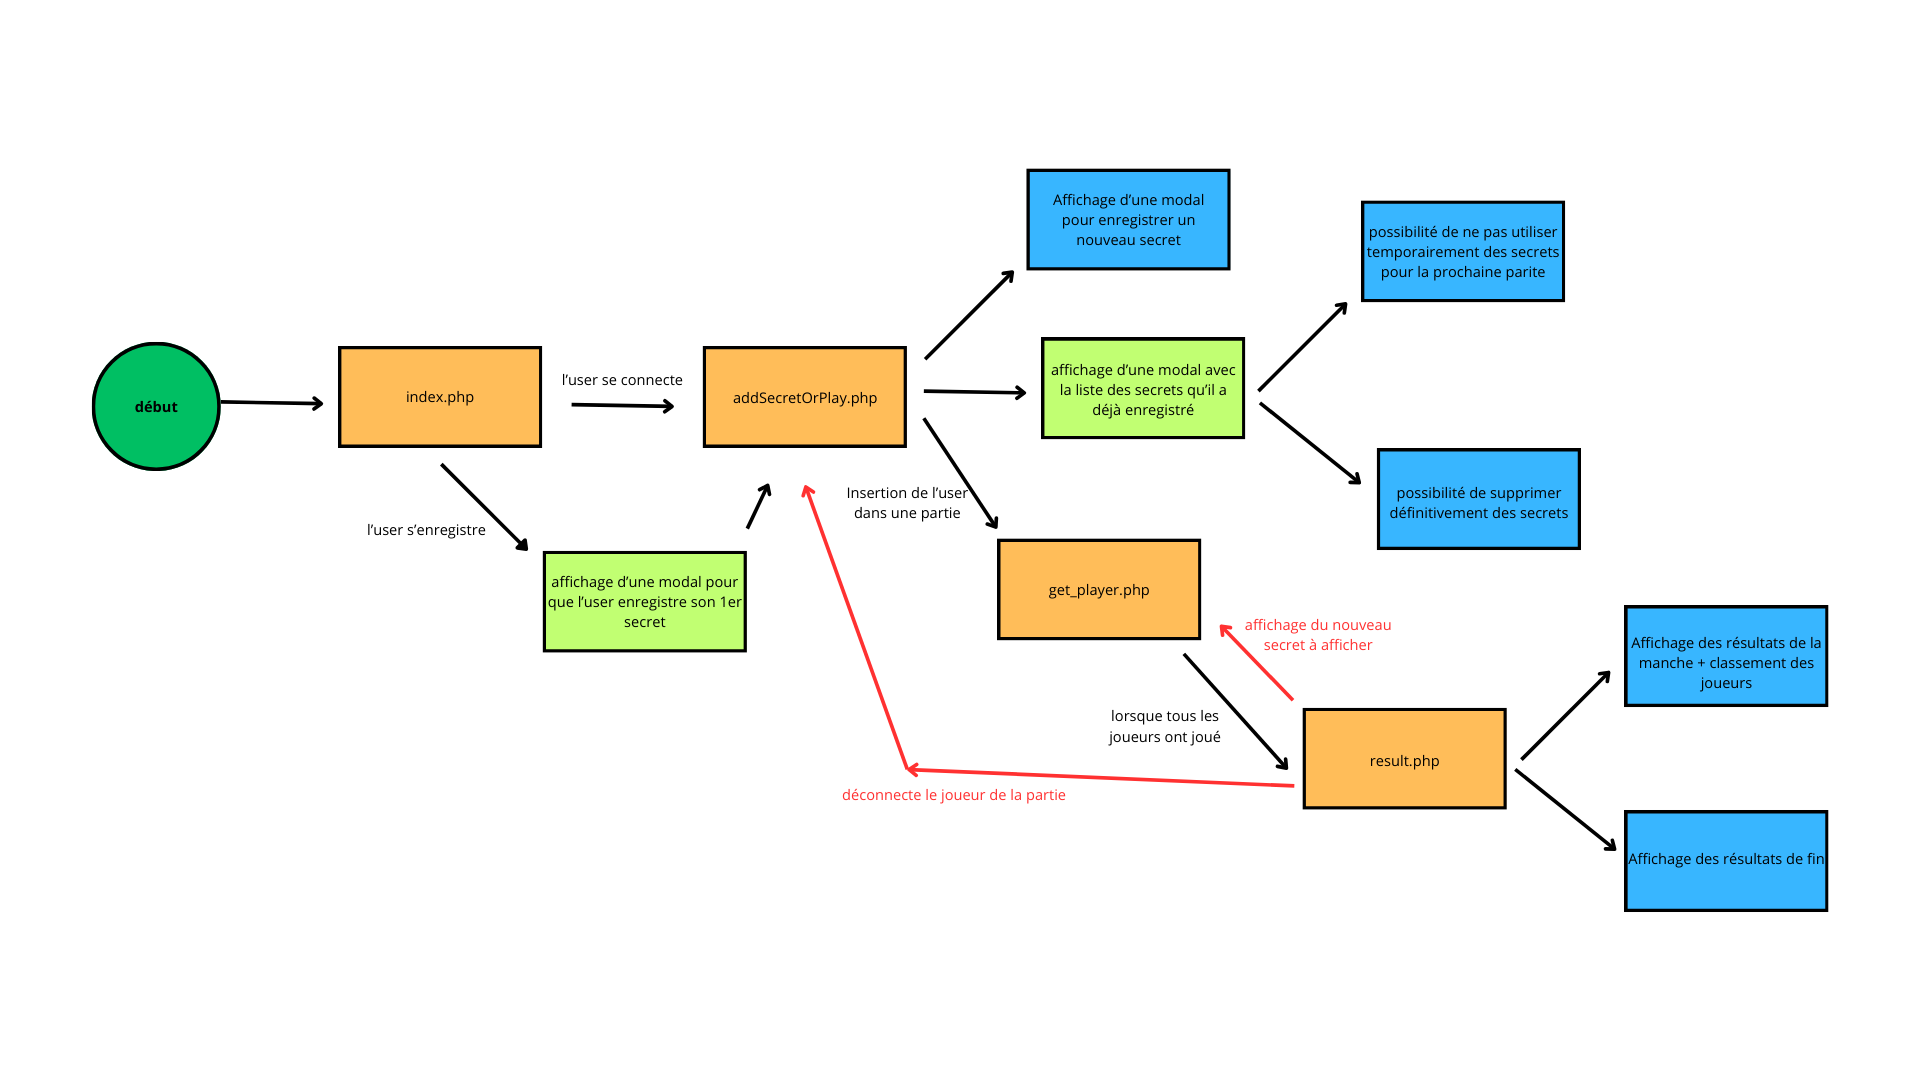 début
index.php
l’user se connecte
l’user s’enregistre
affichage d’une modal pour
que l’user enregistre son 1er
secret
addSecretOrPlay.php
Affichage d’une modal
pour enregistrer un
nouveau secret
affichage d’une modal avec
la liste des secrets qu’il a
déjà enregistré
possibilité de ne pas utiliser
temporairement des secrets
pour la prochaine parite
possibilité de supprimer
définitivement des secrets
Insertion de l’user
dans une partie
get_player.php
affichage du nouveau
secret à afficher
lorsque tous les
joueurs ont joué
déconnecte le joueur de la partie
result.php
Affichage des résultats de la
manche + classement des
joueurs
Affichage des résultats de fin